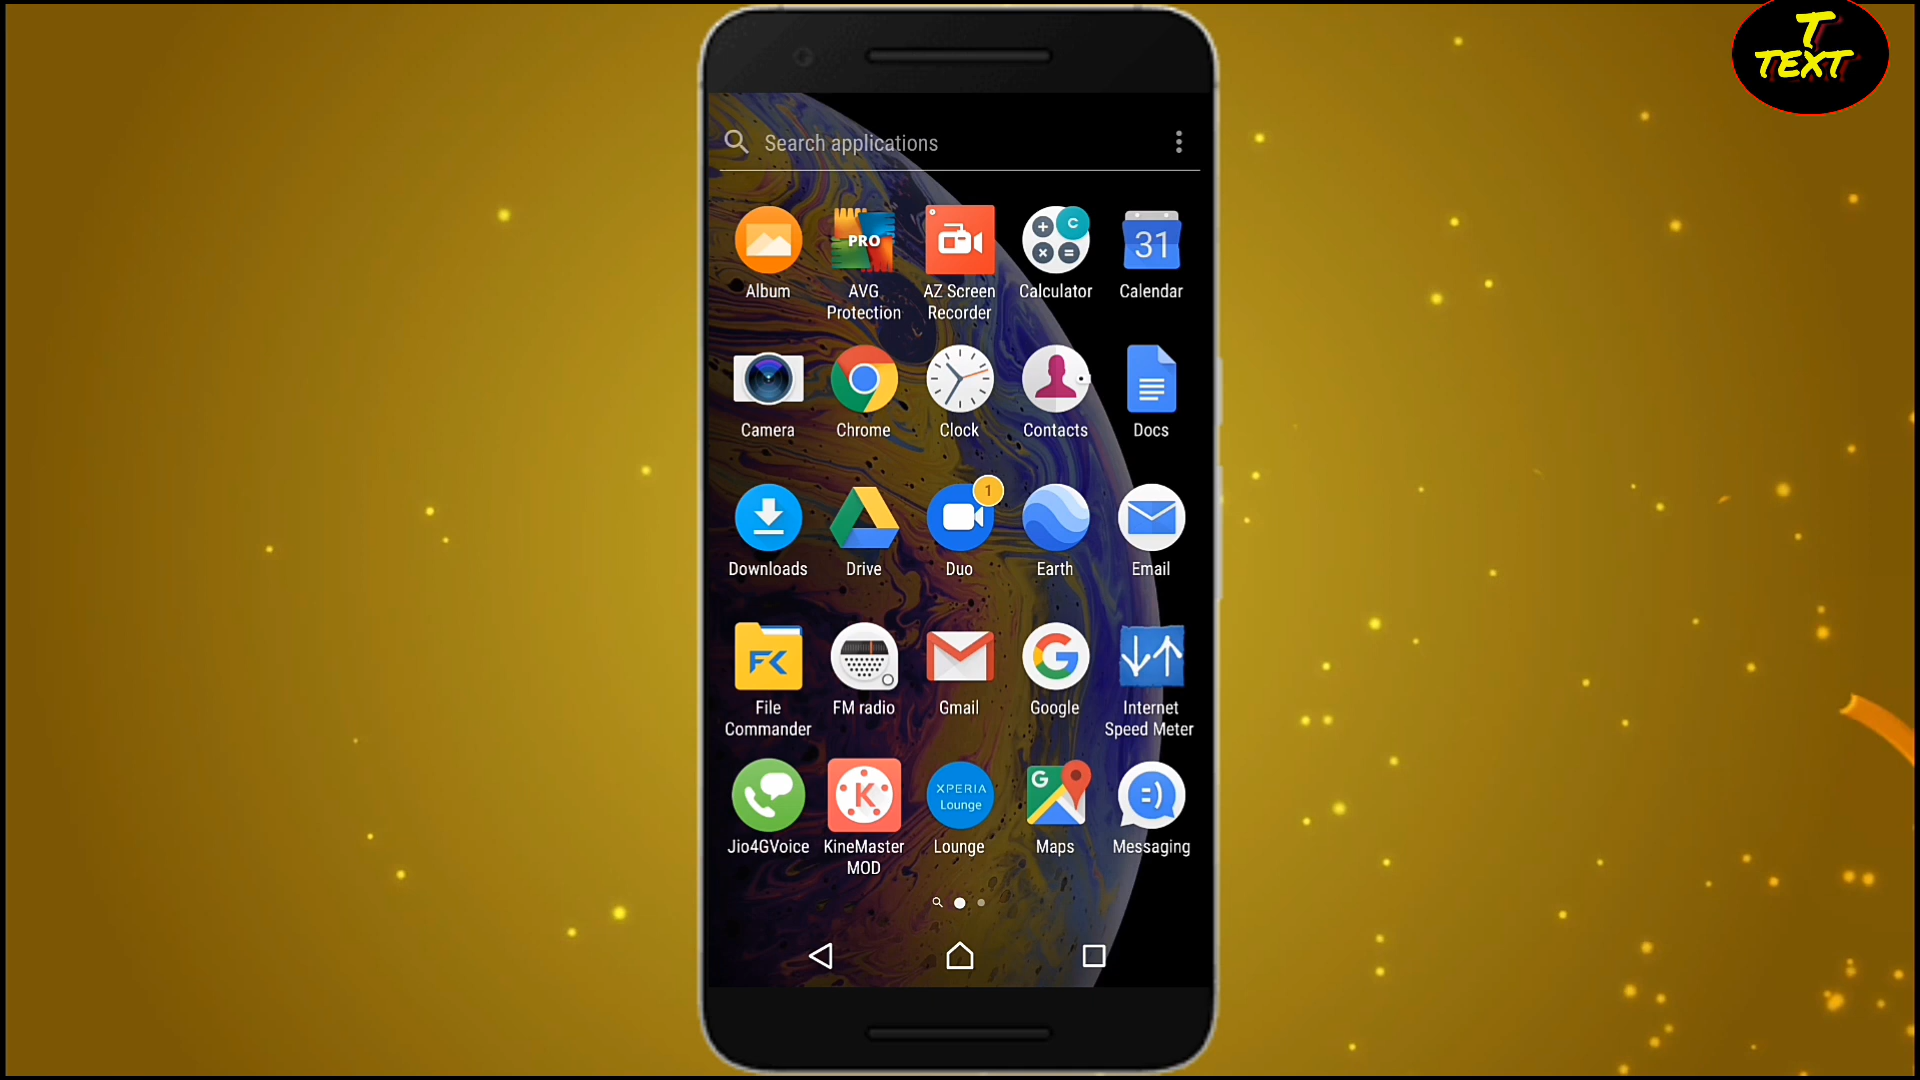 T
TEXT
Search applications
PRO
C
31
Album
AVG
Protection
AZ Screen
Recorder
Calculator
Calendar
Camera
Chrome
Clock
Contacts
Docs
1
Downloads
Drive
Duo
Earth
Email
FK
G
File
Commander
FM radio
Gmail
Google
Internet
Speed Meter
K
XPERIA
Lounge
G
=)
Jio4GVoice
KineMaster
MOD
Lounge
Maps
Messaging